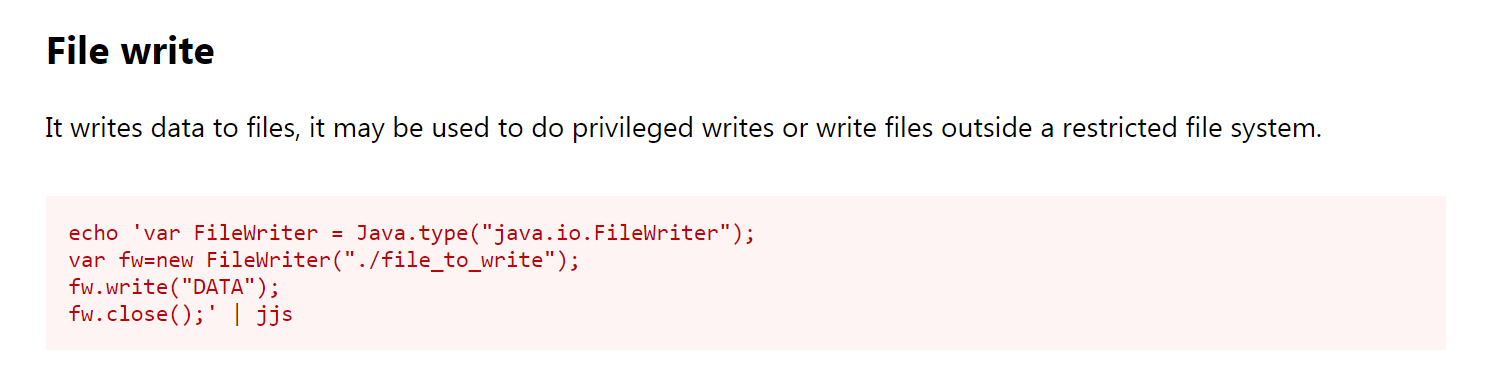 File write
It writes data to files, it may be used to do privileged writes or write files outside a restricted file system.
echo 'var FileWriter = Java.type("java.io.FileWriter");
var fw=new FileWriter("./file_to_write");
fw.write("DATA");
fw.close();' | jjs